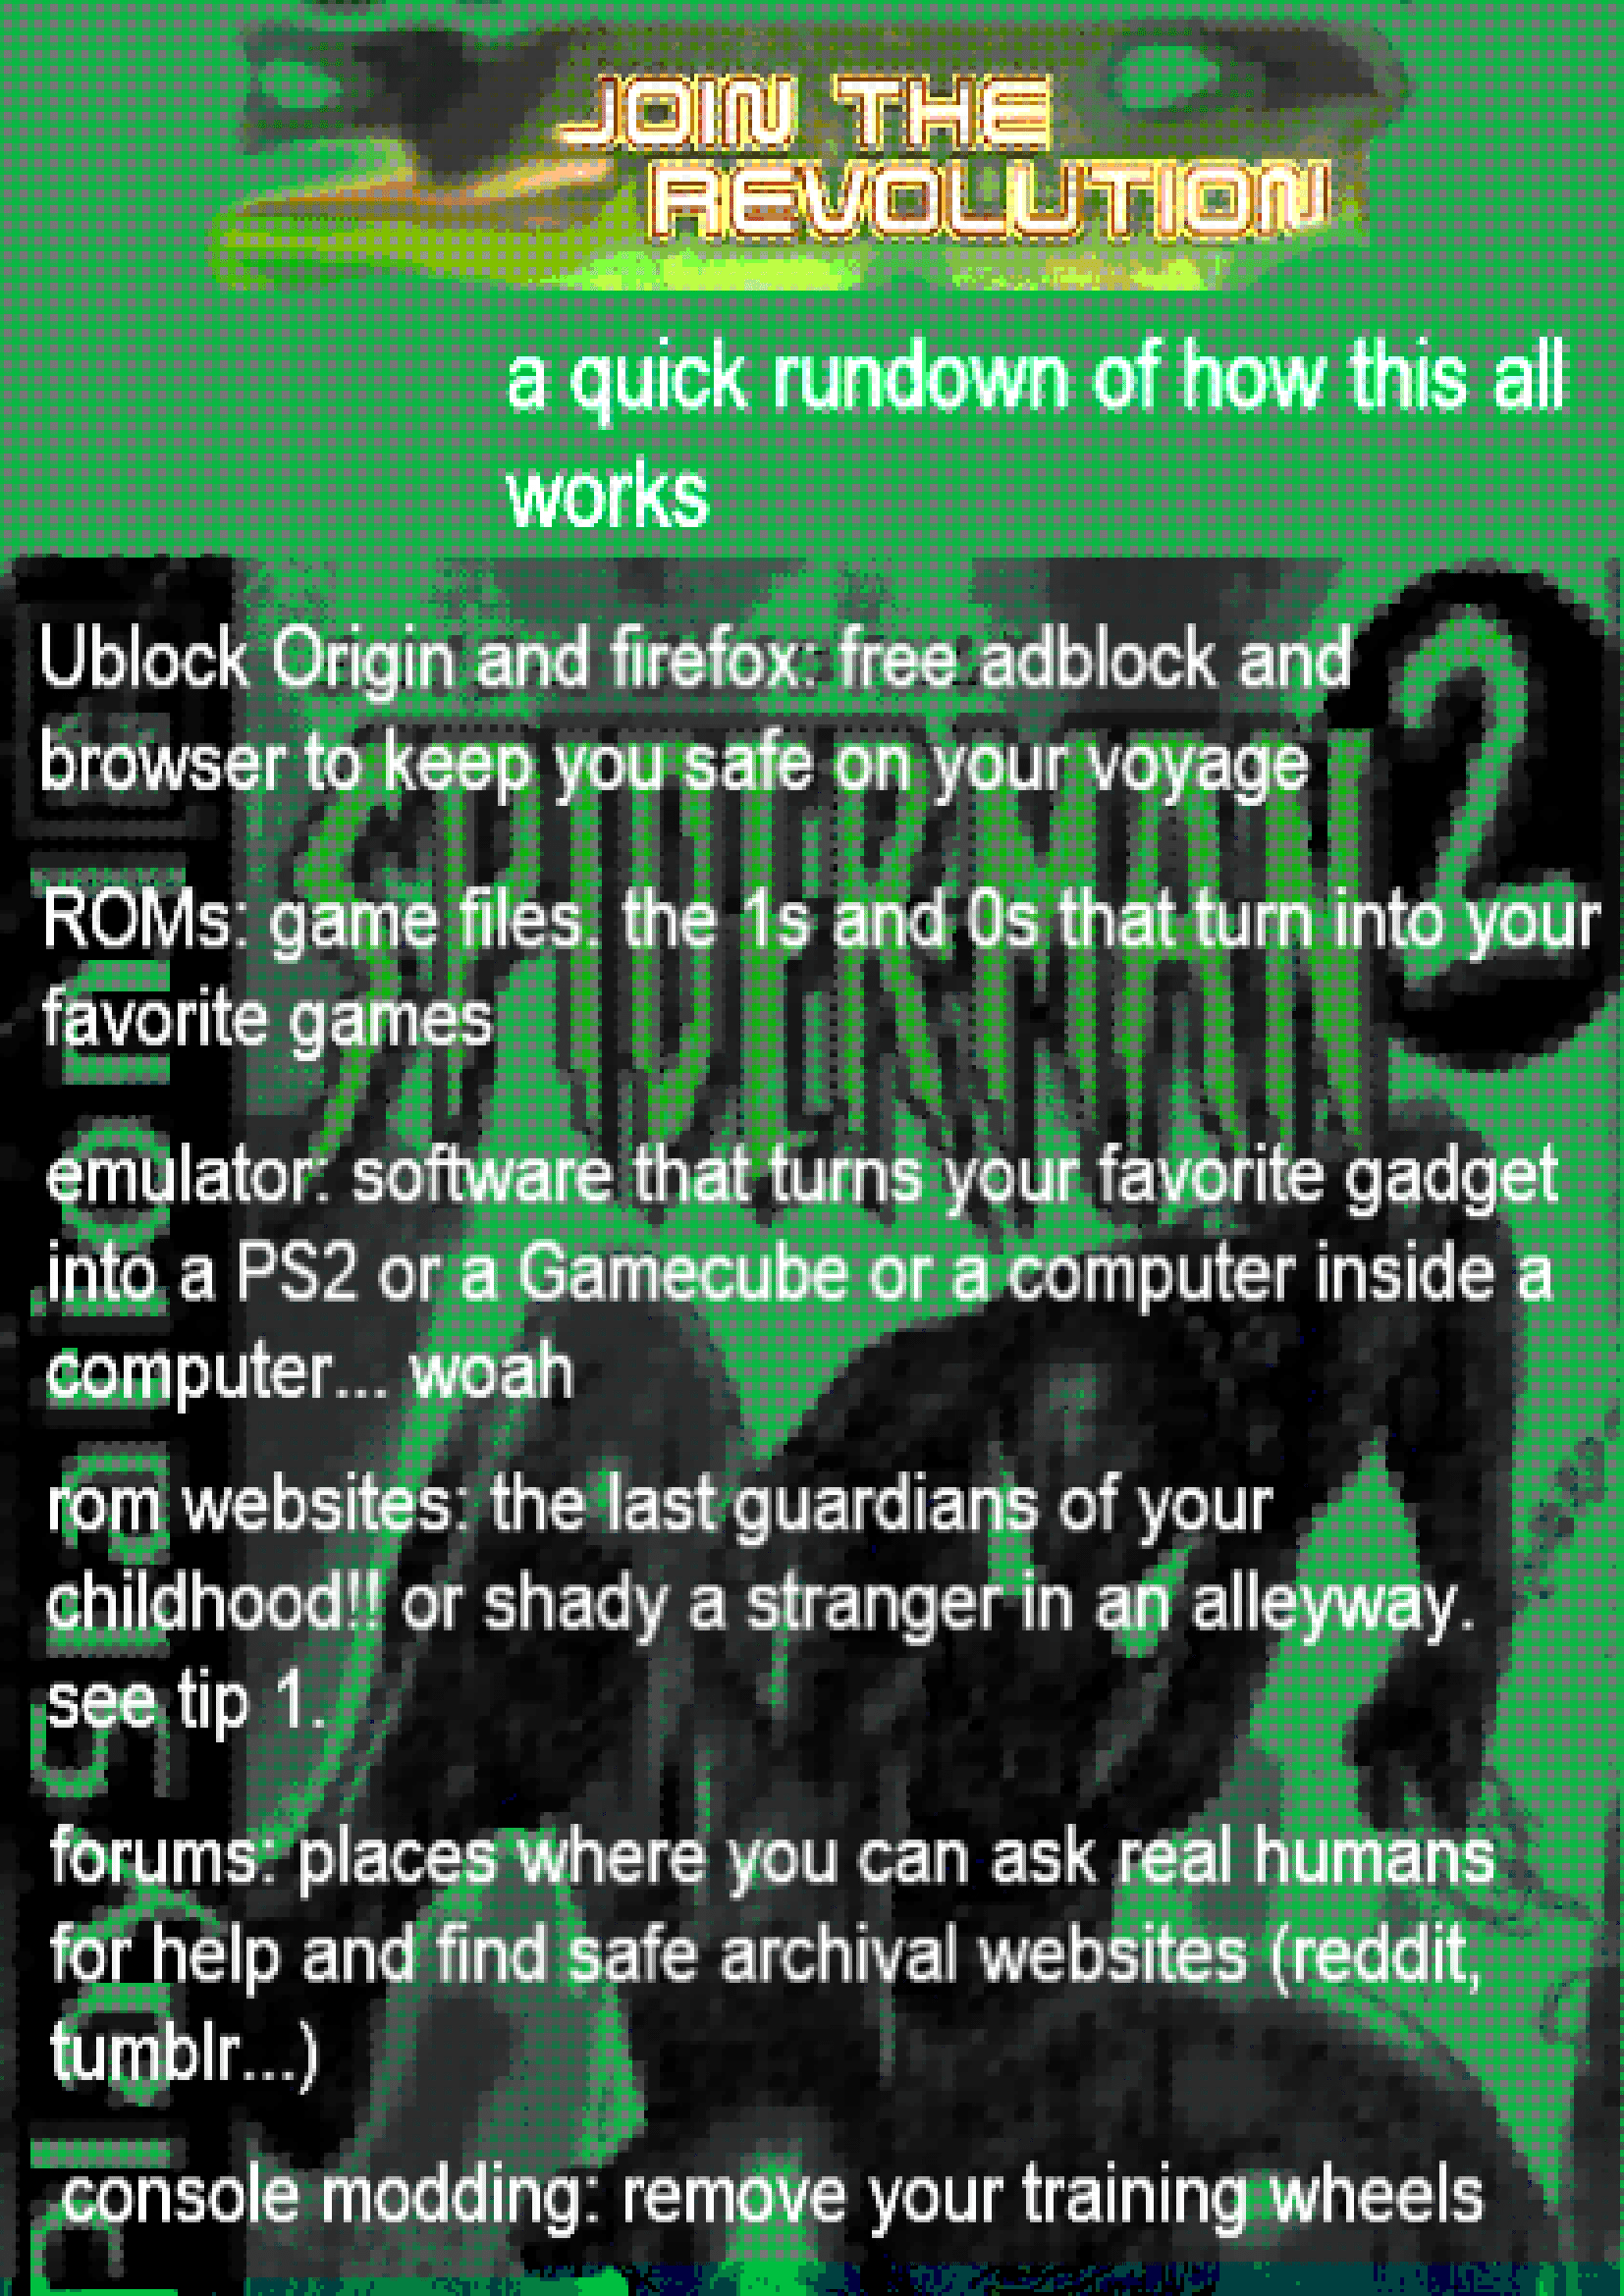 JOIN THE
REVOLUTION
a quick rundown of how this all
works
2
Ublock Origin and firefox: free adblock and
browser to keep you safe on your voyage
SPIDERMAN
ROMs: game files. the 1s and 0s that turn into your
favorite games
emulator: software that turns your favorite gadget
into a PS2 or a Gamecube or a computer inside a
computer... woah
rom websites: the last guardians of your
childhood!! or shady a stranger in an alleyway.
see tip 1.
forums: places where you can ask real humans
for help and find safe archival websites (reddit,
tumblr...)
console modding: remove your training wheels